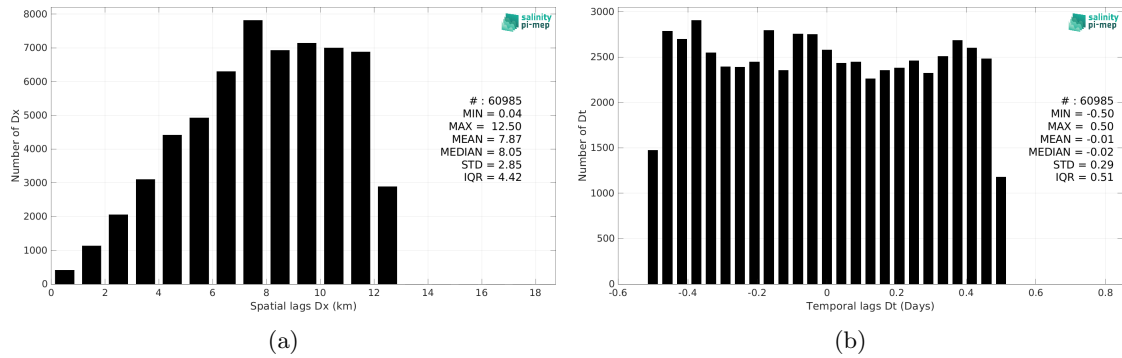 8000
7000
6000
5000
4000
3000
2000
1000
0
Number of Dx
0 2 4 6 8 10 12 14 16 18
Spatial lags Dx (km)
salinity
pi-mep
# : 60985
MIN = 0.04
MAX = 12.50
MEAN = 7.87
MEDIAN = 8.05
STD = 2.85
IQR = 4.42
(a)
3000
2500
2000
1500
1000
500
0
Number of Dt
-0.6 -0.4 -0.2 0 0.2 0.4 0.6 0.8
Temporal lags Dt (Days)
salinity
pi-mep
# : 60985
MIN = -0.50
MAX = 0.50
MEAN = -0.01
MEDIAN = -0.02
STD = 0.29
IQR = 0.51
(b)